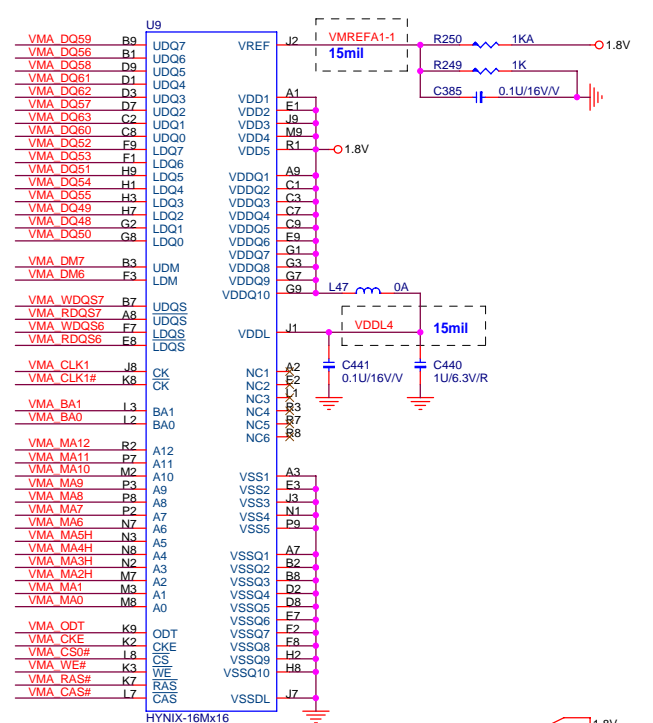 U9
VMA_DQ59 B9 UDQ7 VREF J2 VMREFA1-1 R250 1KA 1.8V
VMA_DQ56 B1 UDQ6 15mil
VMA_DQ58 D9 UDQ5 R249 1K
VMA_DQ61 D1 UDQ4
VMA_DQ62 D3 UDQ3 VDD1 A1 C385 0.1U/16V/V
VMA_DQ57 D7 UDQ2 VDD2 E1
VMA_DQ63 C2 UDQ1 VDD3 J9
VMA_DQ60 C8 UDQ0 VDD4 M9
VMA_DQ52 F9 LDQ7 VDD5 R1 1.8V
VMA_DQ53 F1 LDQ6
VMA_DQ51 H9 LDQ5 VDDQ1 A9
VMA_DQ54 H1 LDQ4 VDDQ2 C1
VMA_DQ55 H3 LDQ3 VDDQ3 C3
VMA_DQ49 H7 LDQ2 VDDQ4 C7
VMA_DQ48 G2 LDQ1 VDDQ5 C9
VMA_DQ50 G8 LDQ0 VDDQ6 E9
VDDQ7 G1
VMA_DM7 B3 UDM VDDQ8 G3
VMA_DM6 F3 LDM VDDQ9 G7
VDDQ10 G9 L47 0A
VMA_WDQS7 B7 UDQS
VMA_RDQS7 A8 UDQS
VMA_WDQS6 F7 LDQS VDDL J1 VDDL4 15mil
VMA_RDQS6 E8 LDQS
VMA_CLK1 J8 CK NC1 A2 C441 C440
VMA_CLK1# K8 CK NC2 E2 0.1U/16V/V 1U/6.3V/R
NC3 L1
VMA_BA1 L3 BA1 NC4 R3
VMA_BA0 L2 BA0 NC5 R7
NC6 R8
VMA_MA12 R2 A12
VMA_MA11 P7 A11
VMA_MA10 M2 A10 VSS1 A3
VMA_MA9 P3 A9 VSS2 E3
VMA_MA8 P8 A8 VSS3 J3
VMA_MA7 P2 A7 VSS4 N1
VMA_MA6 N7 A6 VSS5 P9
VMA_MA5H N3 A5
VMA_MA4H N8 A4 VSSQ1 A7
VMA_MA3H N2 A3 VSSQ2 B2
VMA_MA2H M7 A2 VSSQ3 B8
VMA_MA1 M3 A1 VSSQ4 D2
VMA_MA0 M8 A0 VSSQ5 D8
VSSQ6 E7
VMA_ODT K9 ODT VSSQ7 F2
VMA_CKE K2 CKE VSSQ8 F8
VMA_CS0# L8 CS VSSQ9 H2
VMA_WE# K3 WE VSSQ10 H8
VMA_RAS# K7 RAS
VMA_CAS# L7 CAS VSSDL J7
HYNIX-16Mx16
1.8V